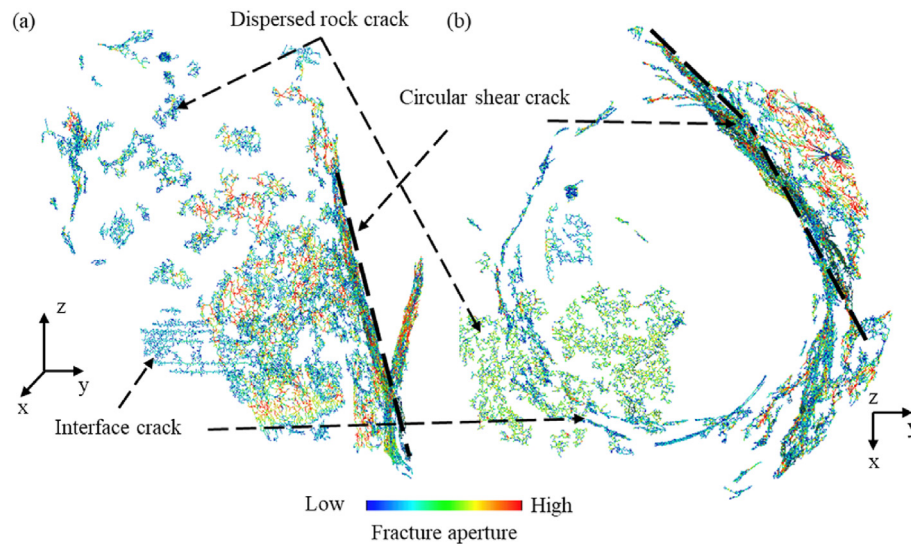 (a)
Dispersed rock crack
(b)
Circular shear crack
z
y
x
Interface crack
z
y
x
Low
High
Fracture aperture